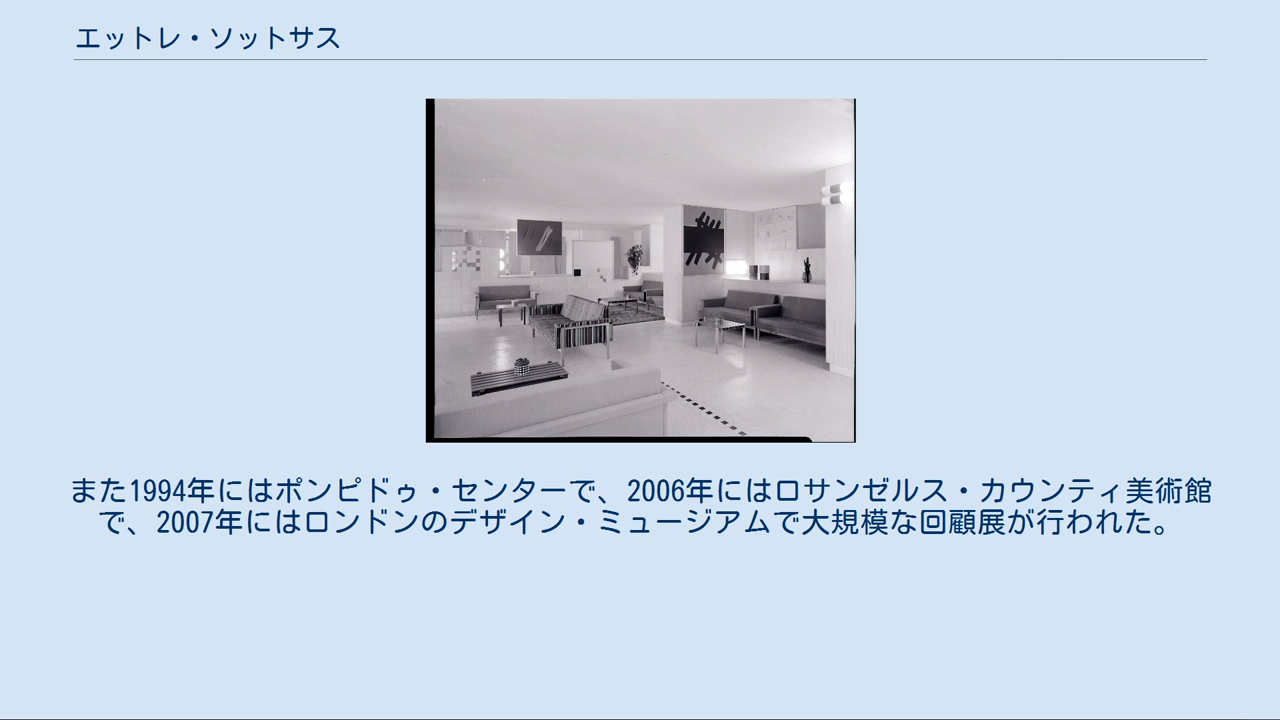 エットレ・ソットサス
また1994年にはポンピドゥ・センターで、2006年にはロサンゼルス・カウンティ美術館
で、2007年にはロンドンのデザイン・ミュージアムで大規模な回顧展が行われた。